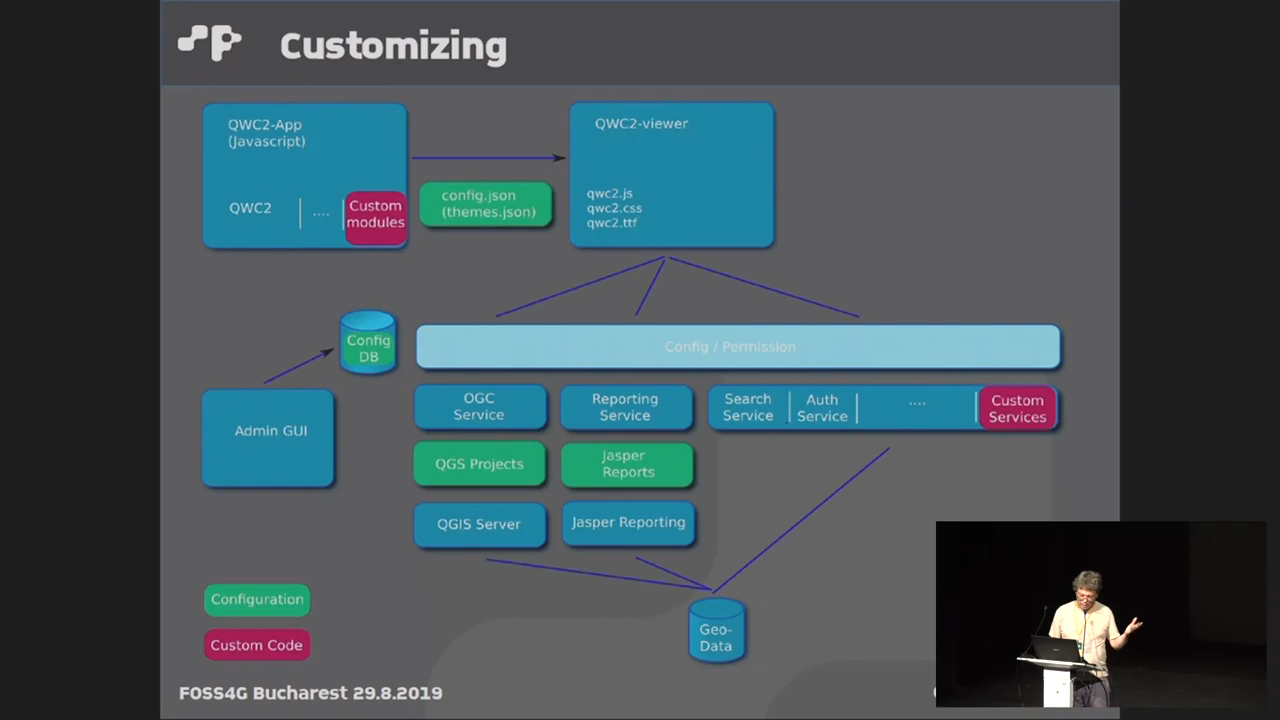 Customizing
QWC2-App
(Javascript)
QWC2
....
Custom
modules
config.json
(themes.json)
QWC2-viewer
qwc2.js
qwc2.css
qwc2.ttf
Config
DB
Config / Permission
Admin GUI
OGC
Service
Reporting
Service
Search
Service
Auth
Service
....
Custom
Services
QGS Projects
Jasper
Reports
QGIS Server
Jasper Reporting
Geo-
Data
Configuration
Custom Code
FOSS4G Bucharest 29.8.2019